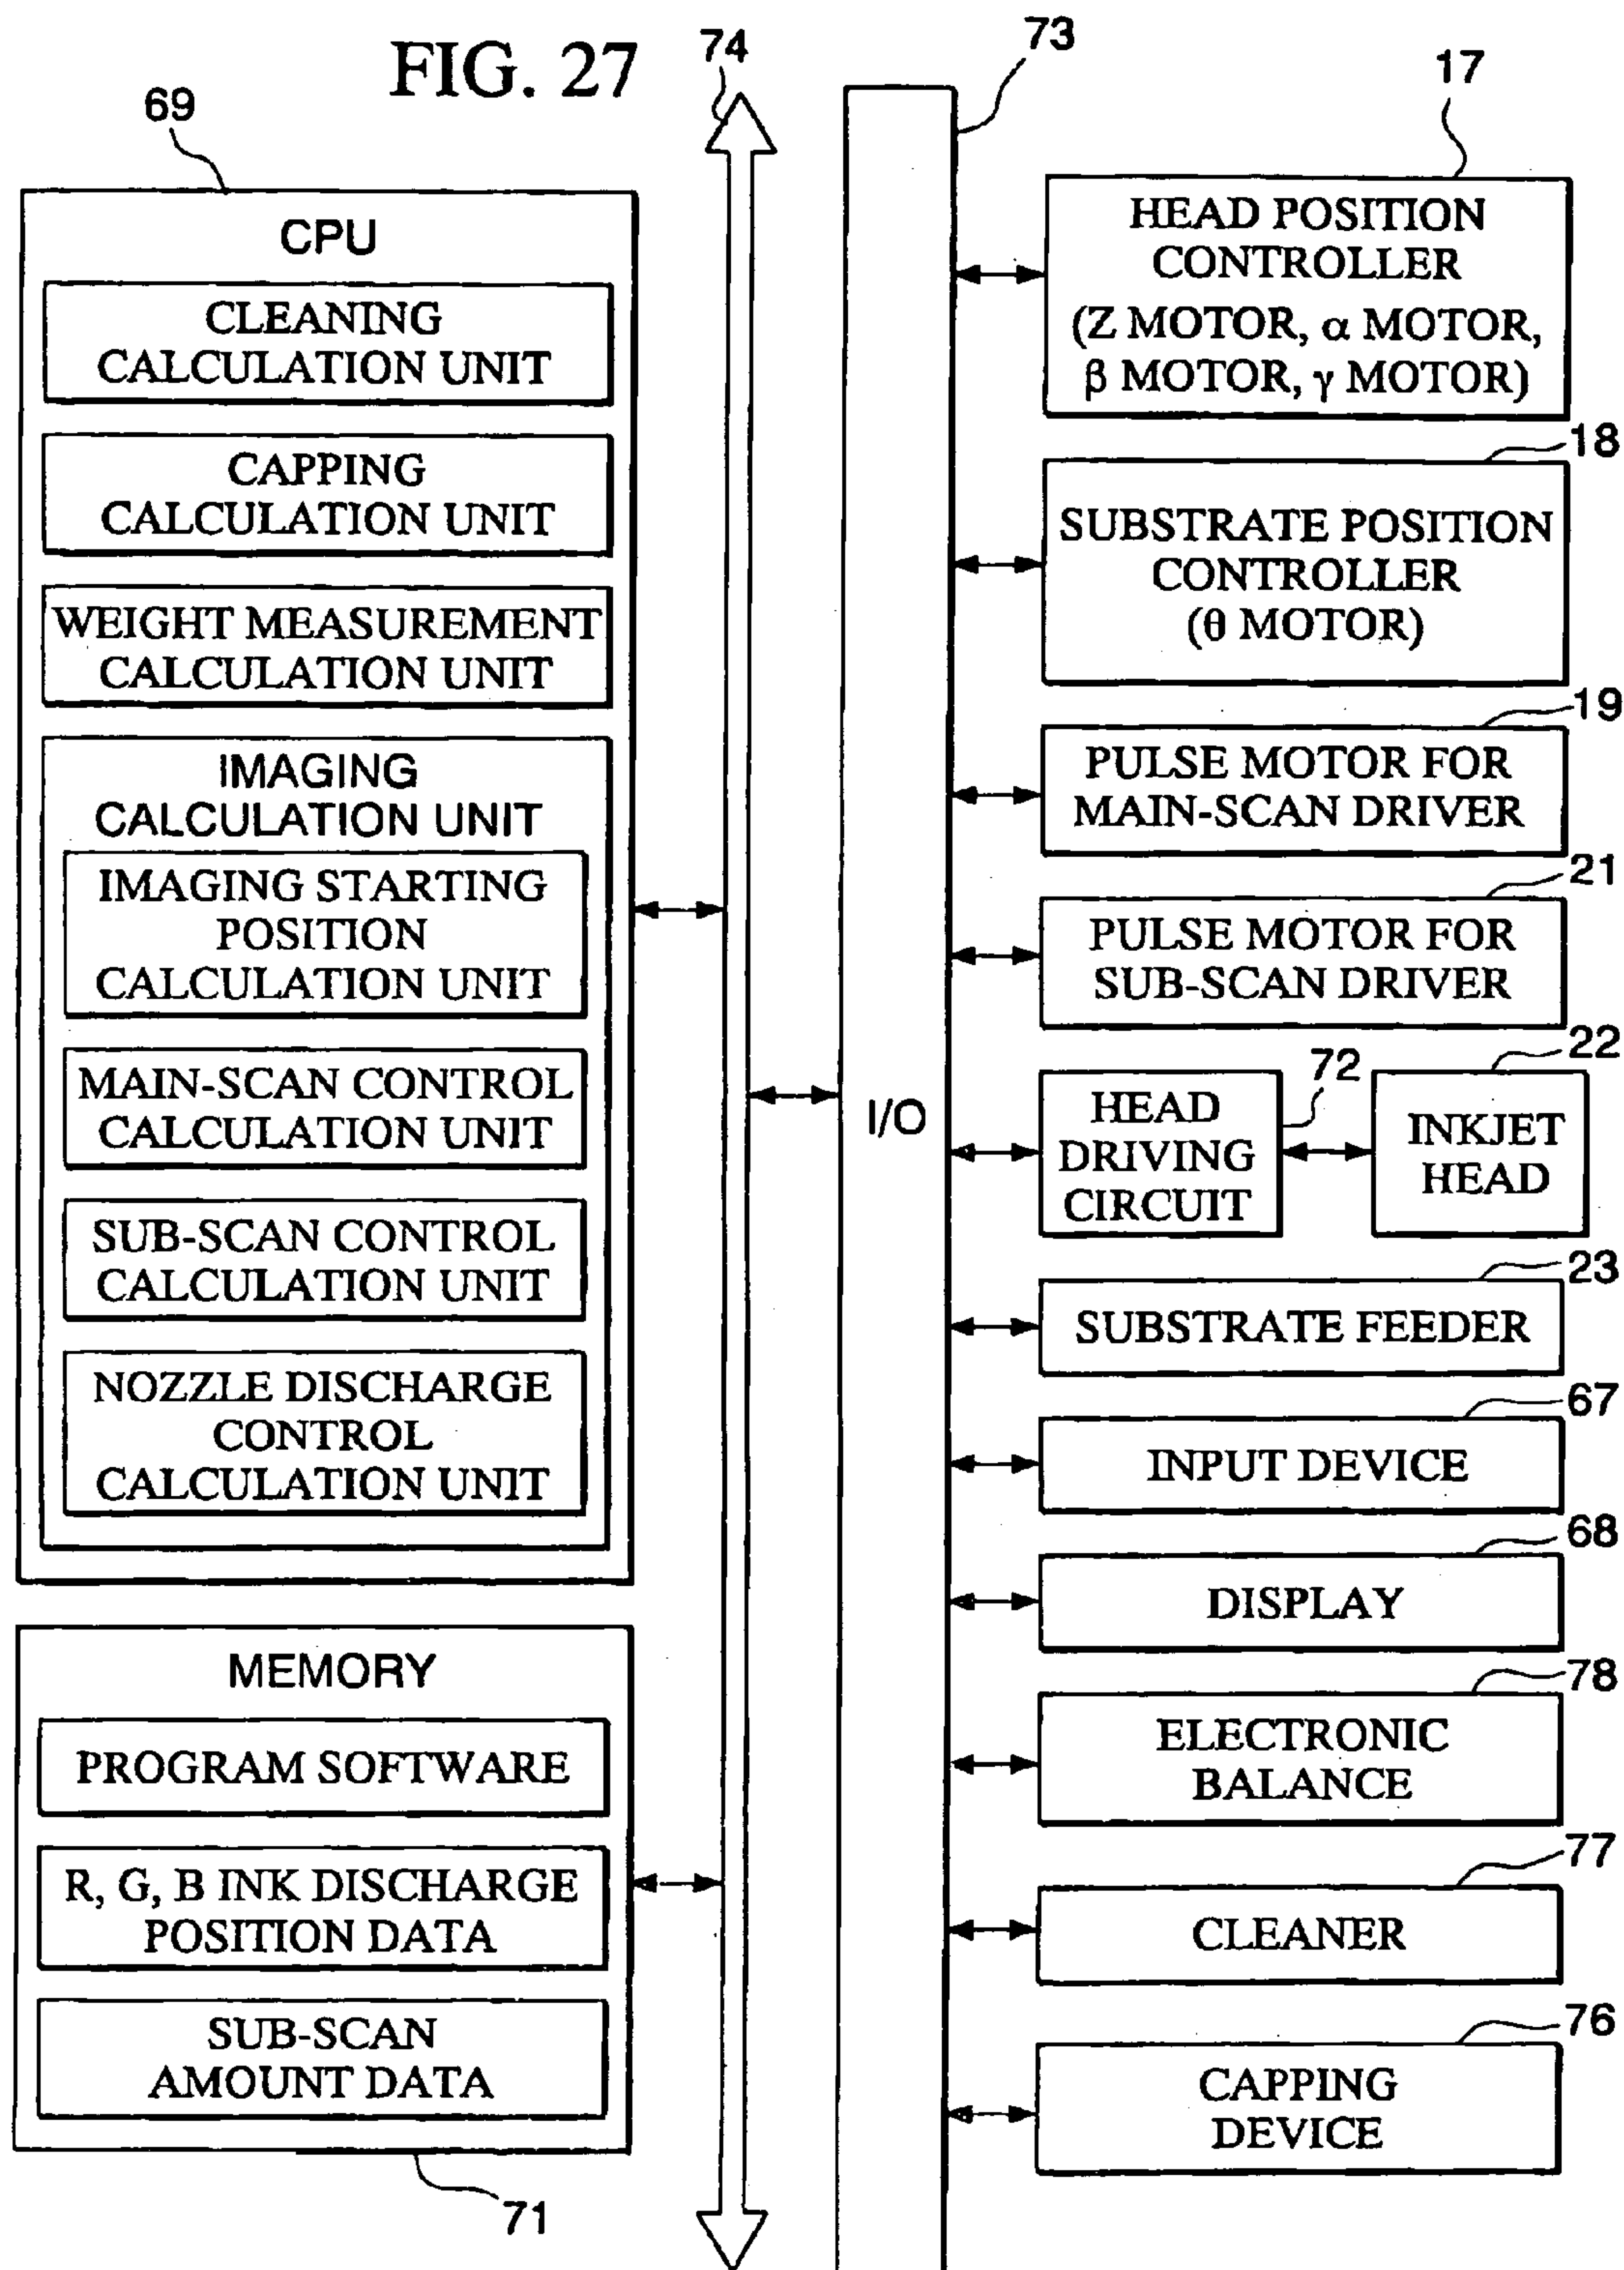 FIG. 27
74
73
69
CPU
CLEANING
CALCULATION UNIT
CAPPING
CALCULATION UNIT
WEIGHT MEASUREMENT
CALCULATION UNIT
IMAGING
CALCULATION UNIT
IMAGING STARTING
POSITION
CALCULATION UNIT
MAIN-SCAN CONTROL
CALCULATION UNIT
SUB-SCAN CONTROL
CALCULATION UNIT
NOZZLE DISCHARGE
CONTROL
CALCULATION UNIT
MEMORY
PROGRAM SOFTWARE
R, G, B INK DISCHARGE
POSITION DATA
SUB-SCAN
AMOUNT DATA
71
I/O
17
HEAD POSITION
CONTROLLER
(Z MOTOR, α MOTOR,
β MOTOR, γ MOTOR)
18
SUBSTRATE POSITION
CONTROLLER
(θ MOTOR)
19
PULSE MOTOR FOR
MAIN-SCAN DRIVER
21
PULSE MOTOR FOR
SUB-SCAN DRIVER
72
HEAD
DRIVING
CIRCUIT
22
INKJET
HEAD
23
SUBSTRATE FEEDER
67
INPUT DEVICE
68
DISPLAY
78
ELECTRONIC
BALANCE
77
CLEANER
76
CAPPING
DEVICE